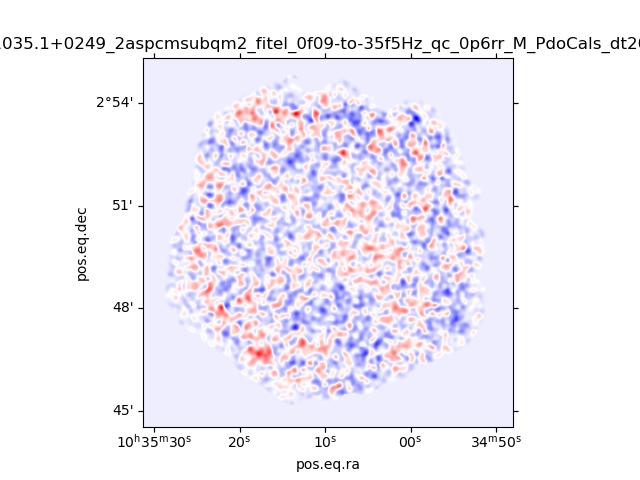 1035.1+0249_2aspcmsubqm2_fitel_0f09-to-35f5Hz_qc_0p6rr_M_PdoCals_dt20
2°54'
51'
48'
45'
pos.eq.dec
10ʰ35ᵐ30ˢ 20ˢ 10ˢ 00ˢ 34ᵐ50ˢ
pos.eq.ra